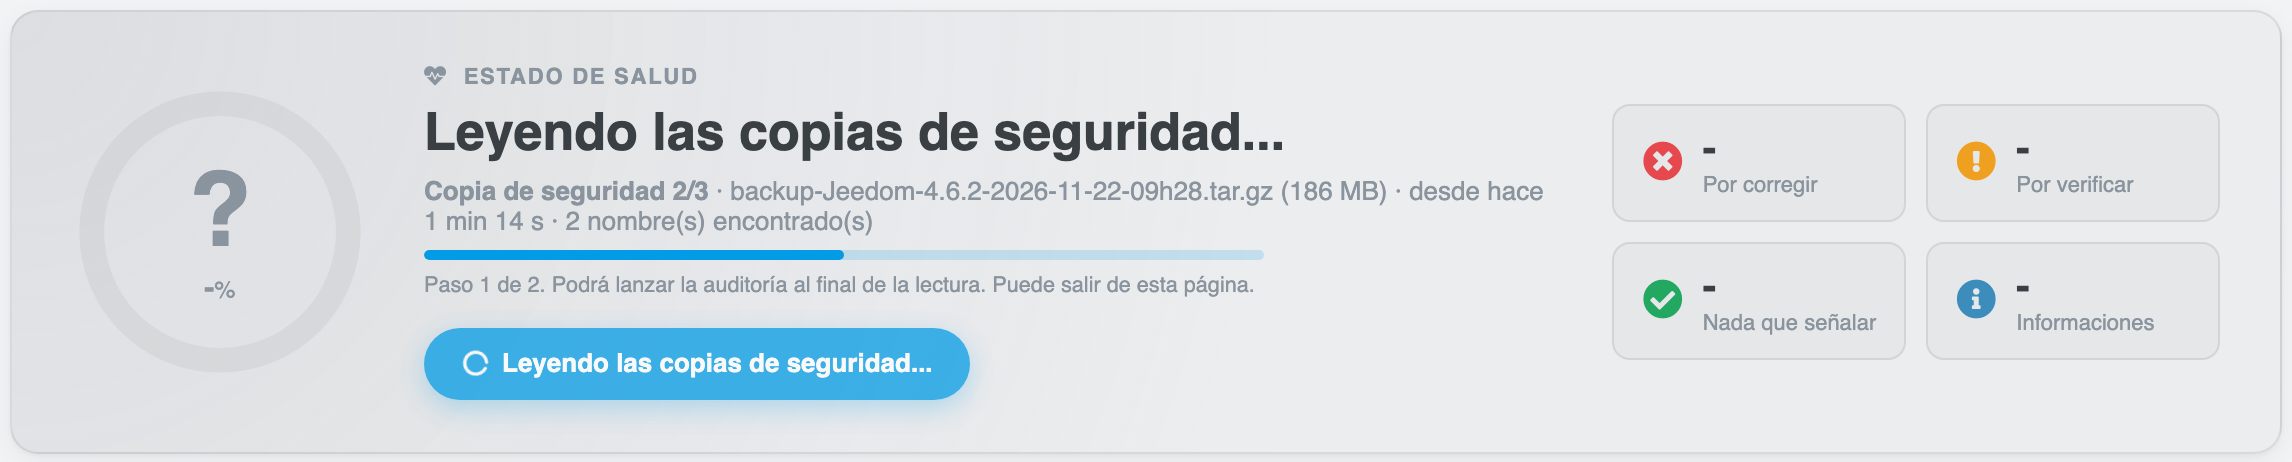 ESTADO DE SALUD
Leyendo las copias de seguridad...
Copia de seguridad 2/3 · backup-Jeedom-4.6.2-2026-11-22-09h28.tar.gz (186 MB) · desde hace
1 min 14 s · 2 nombre(s) encontrado(s)
Paso 1 de 2. Podrá lanzar la auditoría al final de la lectura. Puede salir de esta página.
Leyendo las copias de seguridad...
?
-%
-
Por corregir
-
Por verificar
-
Nada que señalar
-
Informaciones